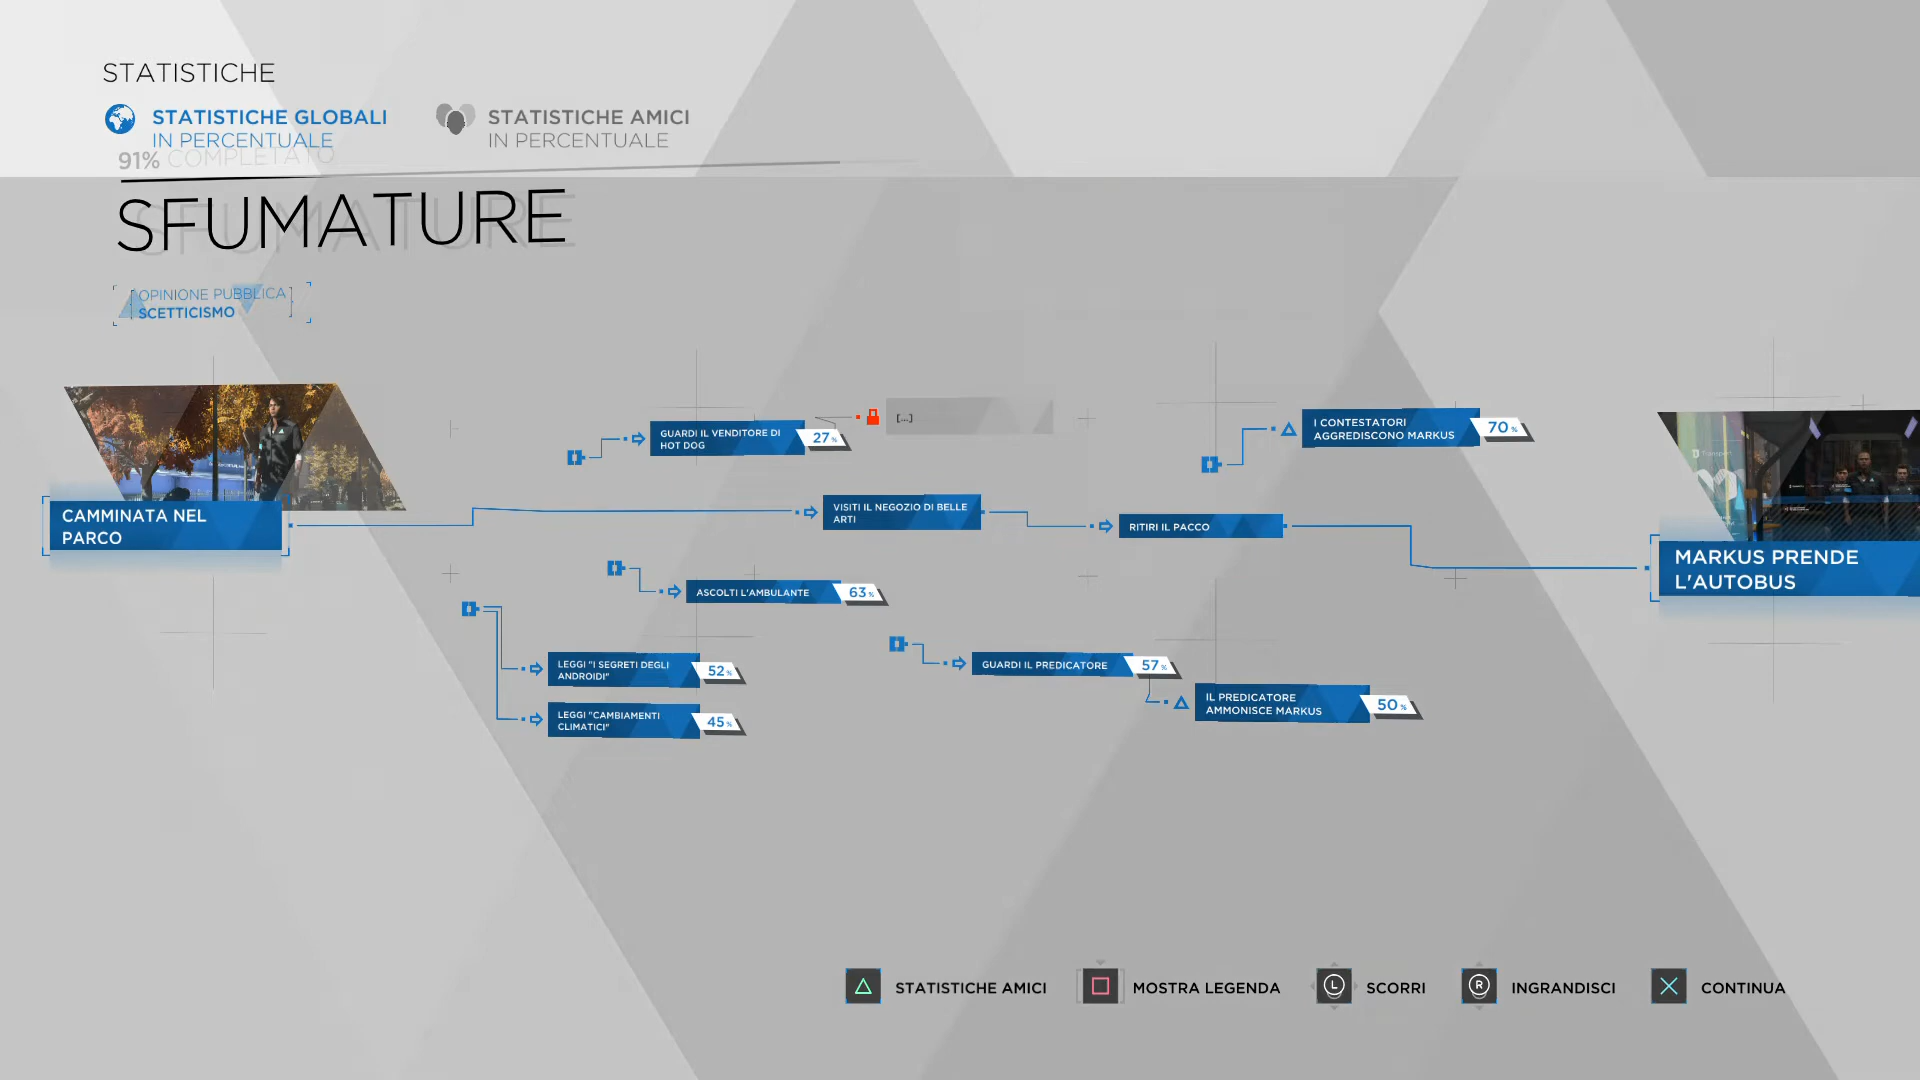 STATISTICHE
STATISTICHE GLOBALI
IN PERCENTUALE
STATISTICHE AMICI
IN PERCENTUALE
91% COMPLETATO
SFUMATURE
OPINIONE PUBBLICA
SCETTICISMO
CAMMINATA NEL
PARCO
GUARDI IL VENDITORE DI
HOT DOG
27%
[...]
VISITI IL NEGOZIO DI BELLE
ARTI
RITIRI IL PACCO
I CONTESTATORI
AGGREDISCONO MARKUS
70%
MARKUS PRENDE
L'AUTOBUS
ASCOLTI L'AMBULANTE
63%
LEGGI "I SEGRETI DEGLI
ANDROIDI"
52%
LEGGI "CAMBIAMENTI
CLIMATICI"
45%
GUARDI IL PREDICATORE
57%
IL PREDICATORE
AMMONISCE MARKUS
50%
STATISTICHE AMICI
MOSTRA LEGENDA
L
SCORRI
R
INGRANDISCI
CONTINUA